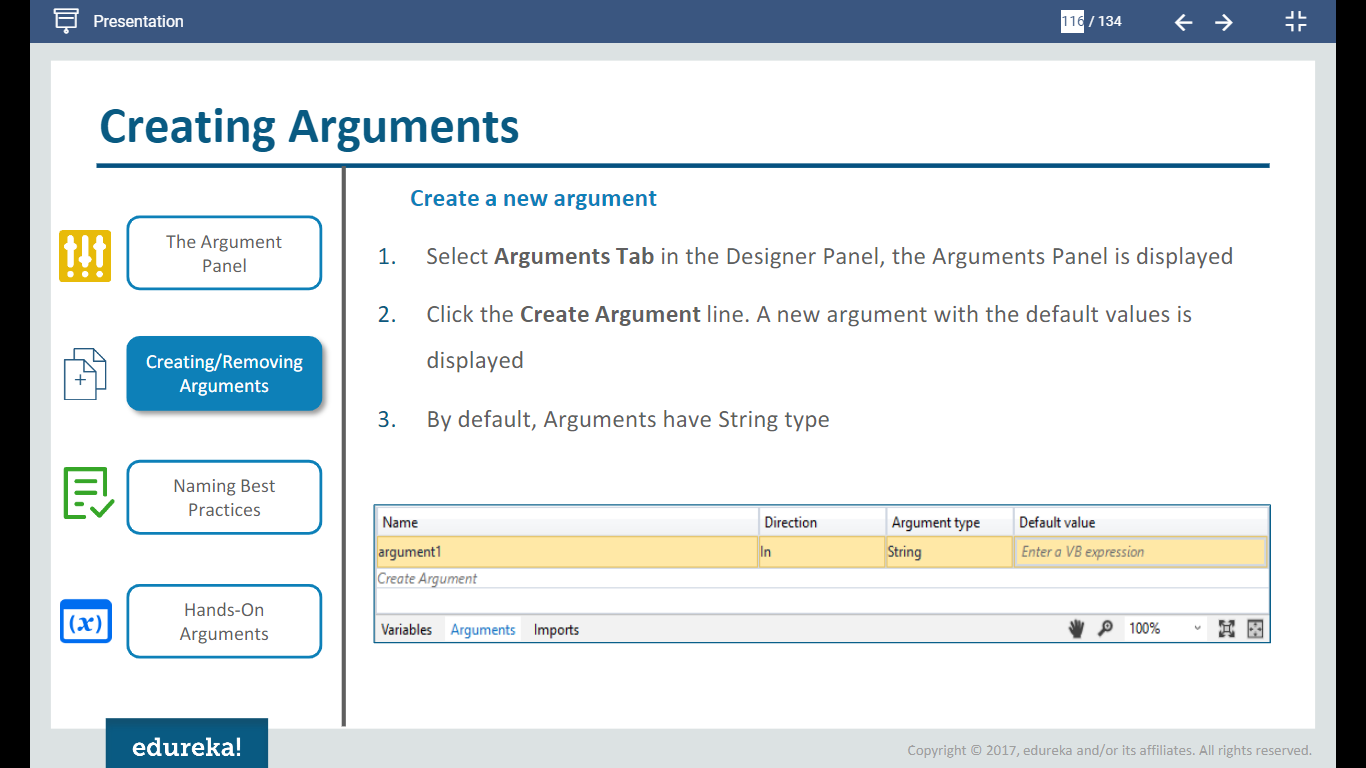 Presentation
116 / 134
Creating Arguments
The Argument
Panel
Creating/Removing
Arguments
Naming Best
Practices
Hands-On
Arguments
(x)
Create a new argument
1. Select Arguments Tab in the Designer Panel, the Arguments Panel is displayed
2. Click the Create Argument line. A new argument with the default values is
displayed
3. By default, Arguments have String type
Name Direction Argument type Default value
argument1 In String Enter a VB expression
Create Argument
Variables Arguments Imports 100%
edureka!
Copyright © 2017, edureka and/or its affiliates. All rights reserved.